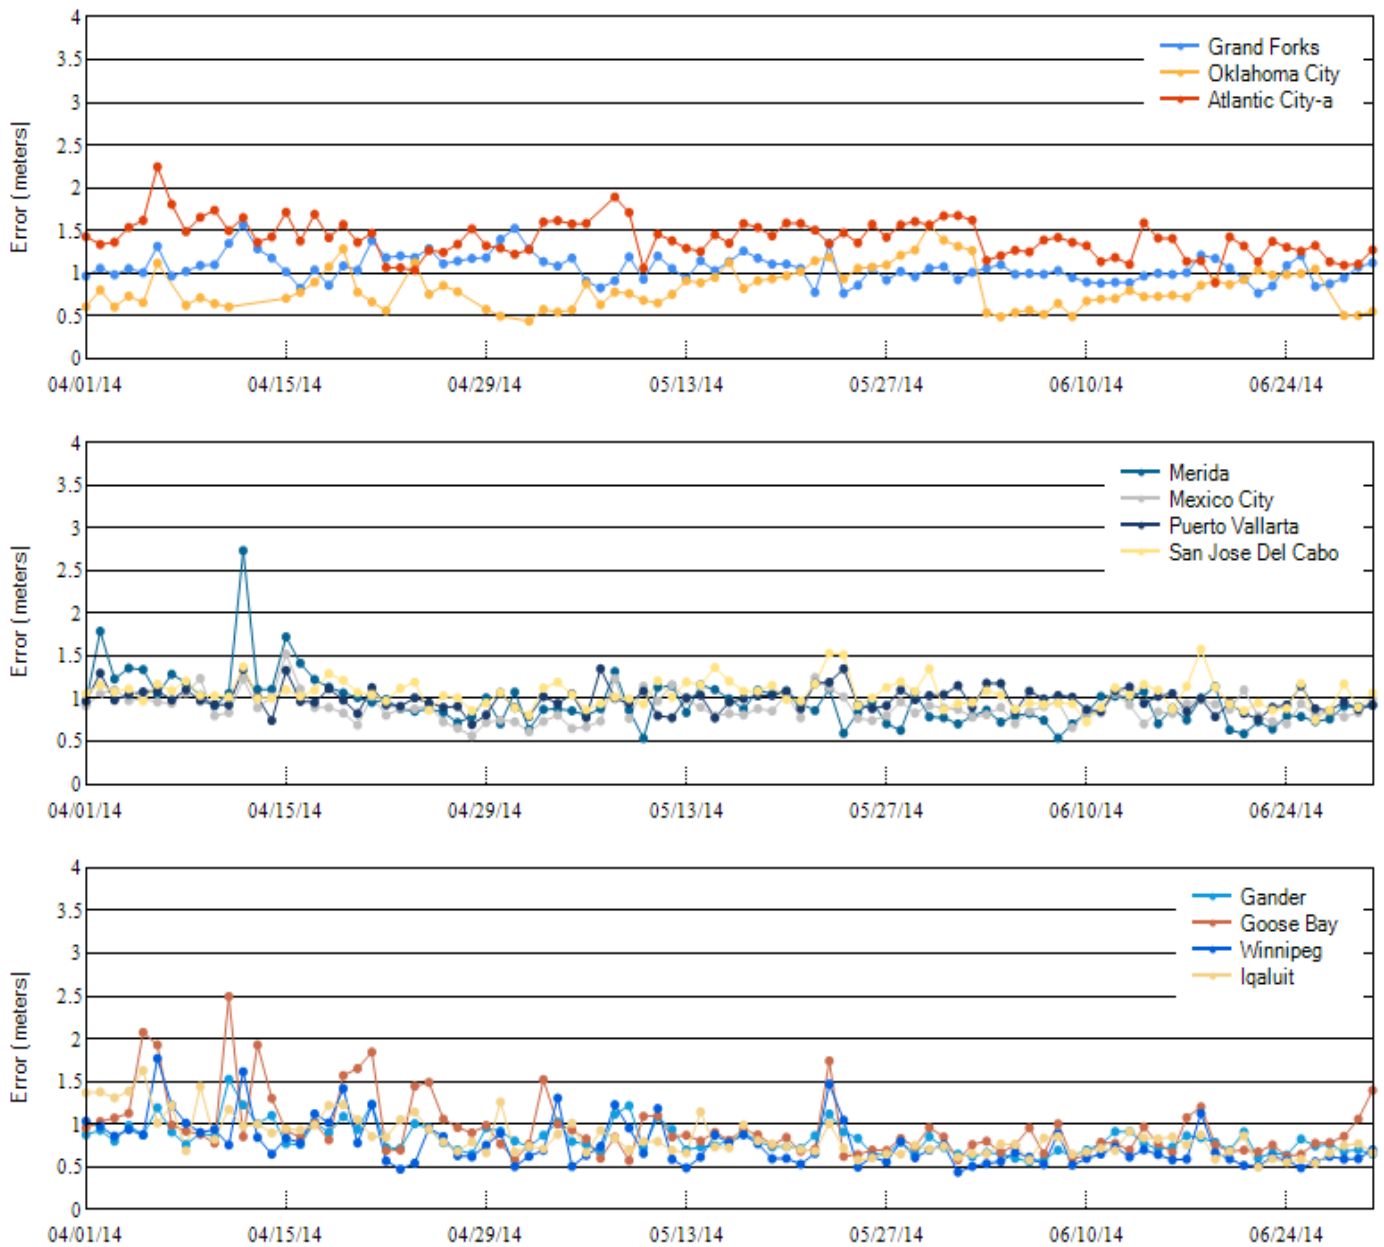 4
3.5
3
2.5
2
1.5
1
0.5
0
Error (meters)
Grand Forks
Oklahoma City
Atlantic City-a
04/01/14 04/15/14 04/29/14 05/13/14 05/27/14 06/10/14 06/24/14
4
3.5
3
2.5
2
1.5
1
0.5
0
Error (meters)
Merida
Mexico City
Puerto Vallarta
San Jose Del Cabo
04/01/14 04/15/14 04/29/14 05/13/14 05/27/14 06/10/14 06/24/14
4
3.5
3
2.5
2
1.5
1
0.5
0
Error (meters)
Gander
Goose Bay
Winnipeg
Iqaluit
04/01/14 04/15/14 04/29/14 05/13/14 05/27/14 06/10/14 06/24/14